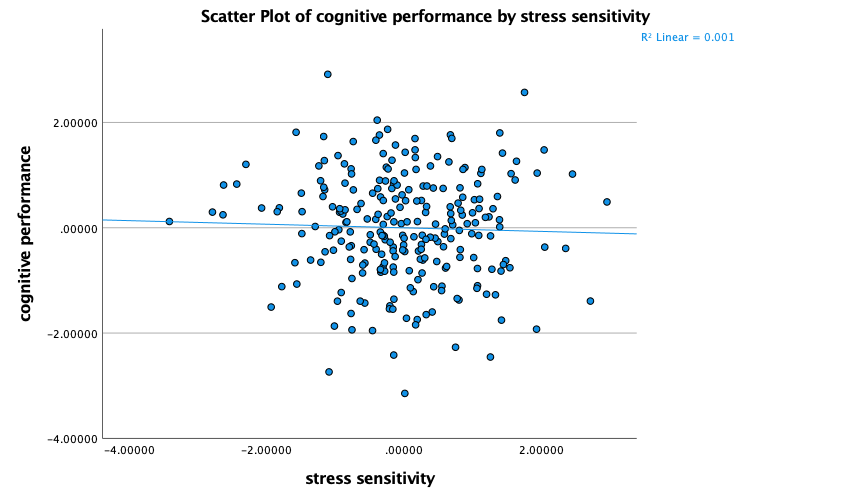 Scatter Plot of cognitive performance by stress sensitivity
R² Linear = 0.001
cognitive performance
2.00000
.00000
-2.00000
-4.00000
-4.00000 -2.00000 .00000 2.00000
stress sensitivity